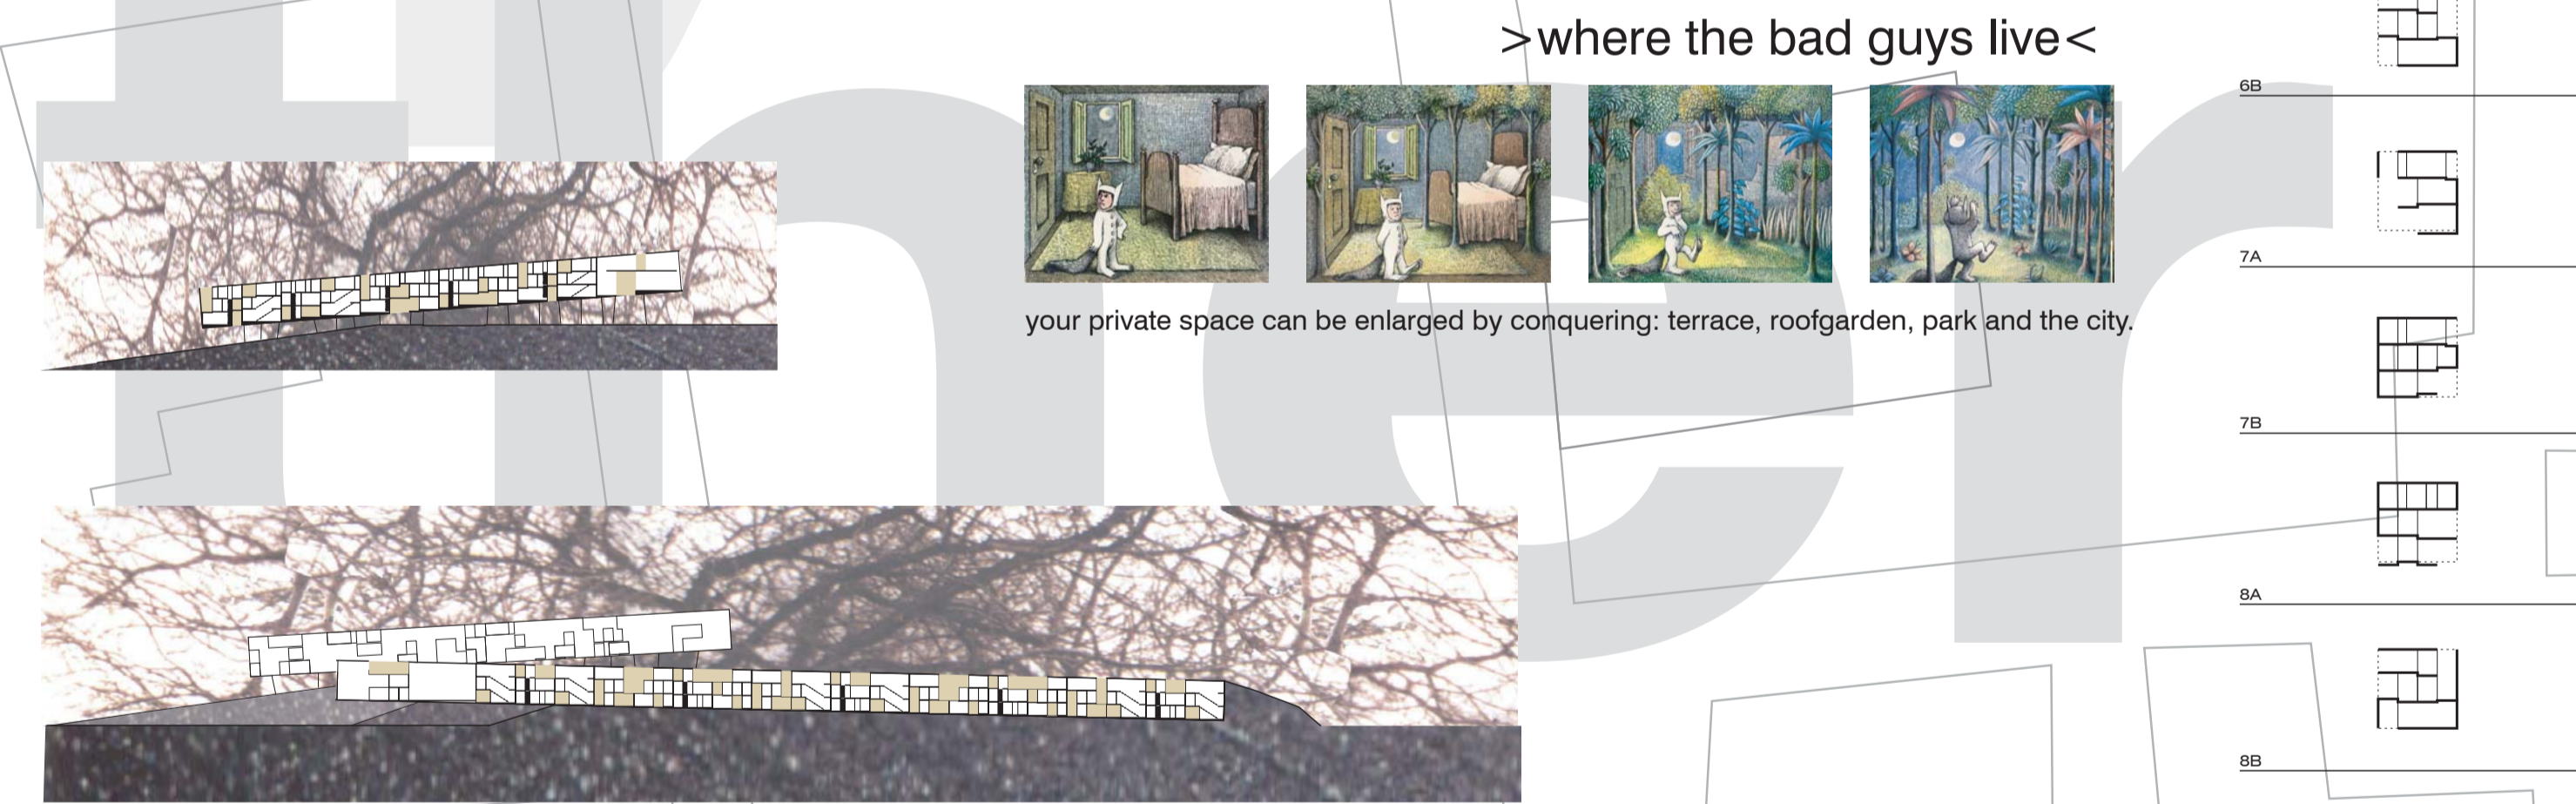 ther
>where the bad guys live<
your private space can be enlarged by conquering: terrace, roofgarden, park and the city.
6B
7A
7B
8A
8B